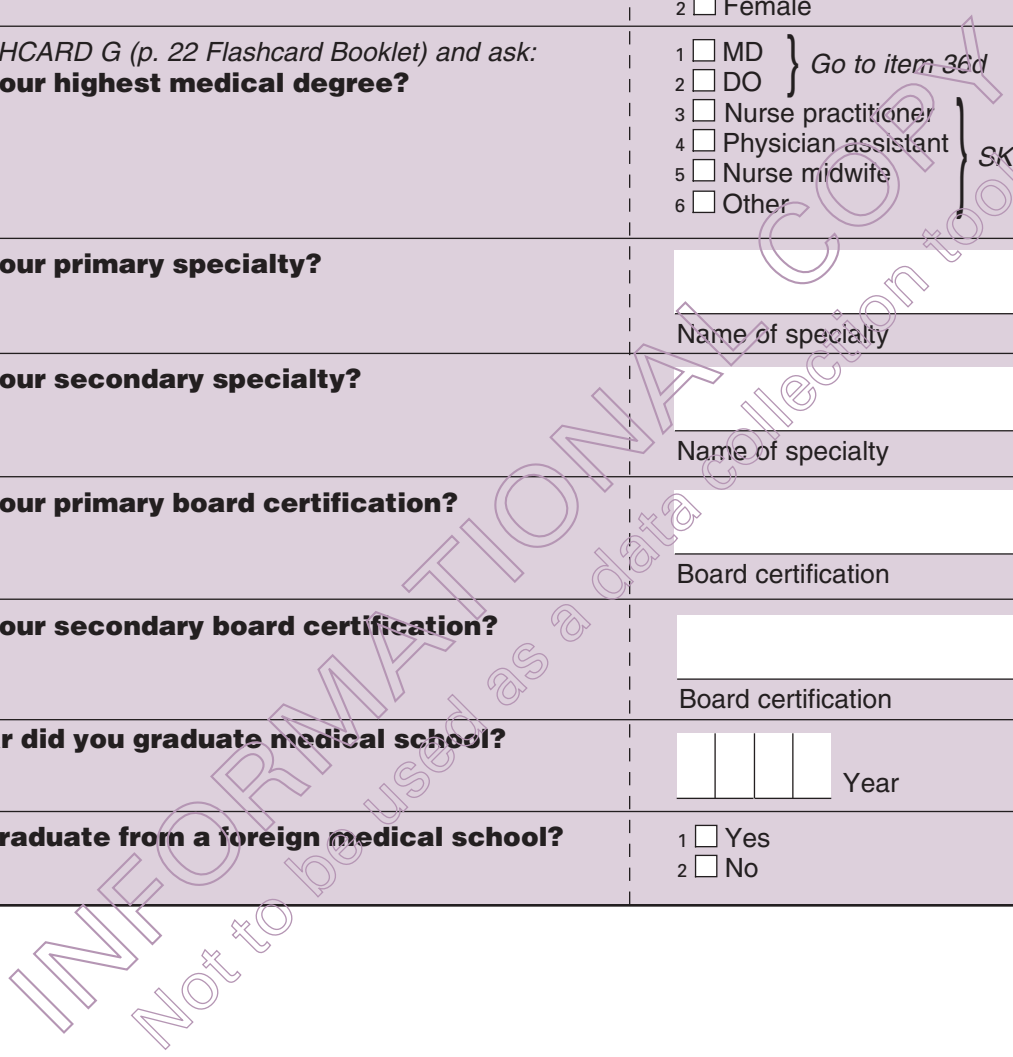 2 Female
HCARD G (p. 22 Flashcard Booklet) and ask:
our highest medical degree?
1 MD
2 DO
Go to item 36d
3 Nurse practitioner
4 Physician assistant
5 Nurse midwife
6 Other
SK
our primary specialty?
Name of specialty
our secondary specialty?
Name of specialty
our primary board certification?
Board certification
our secondary board certification?
Board certification
r did you graduate medical school?
Year
raduate from a foreign medical school?
1 Yes
2 No
INFORMATIONAL COPY
Not to be used as a data collection tool